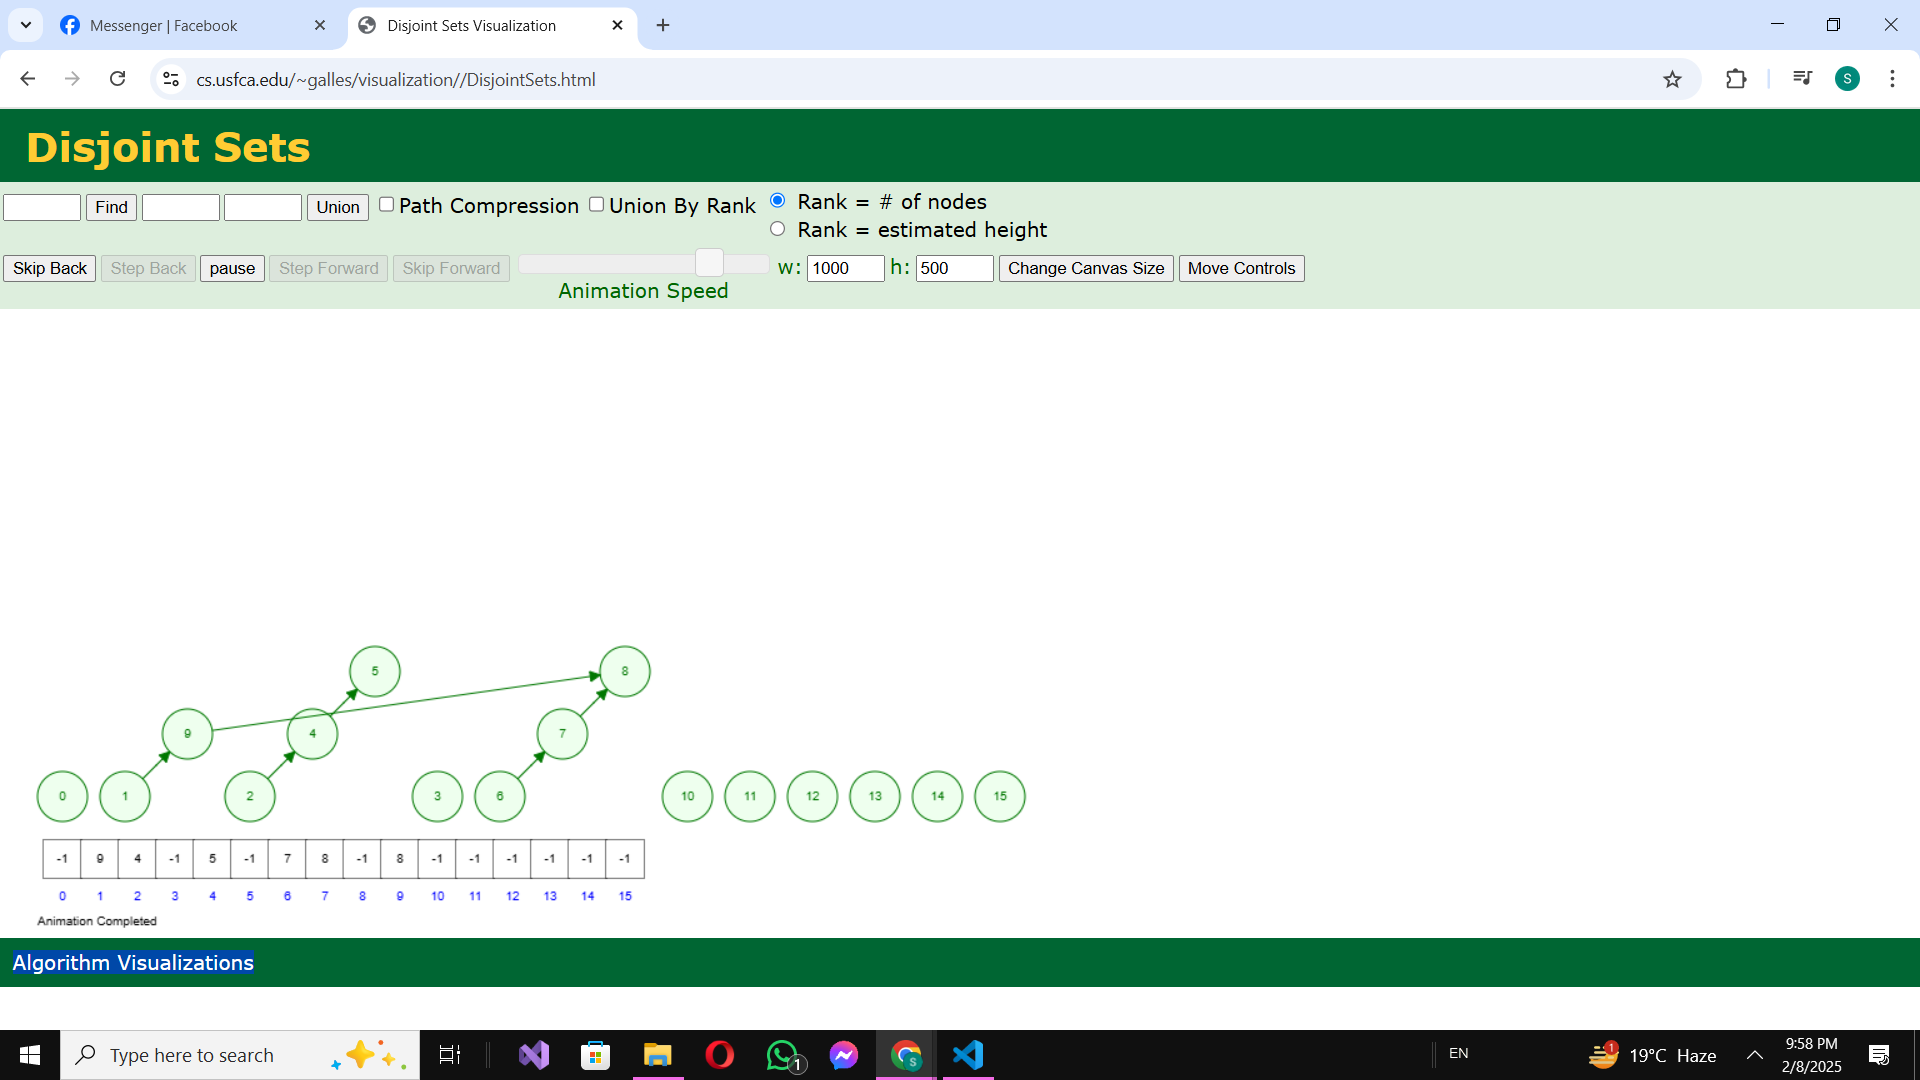 Messenger | Facebook
Disjoint Sets Visualization
cs.usfca.edu/~galles/visualization//DisjointSets.html
S
Disjoint Sets
Find Union Path Compression Union By Rank Rank = # of nodes
Rank = estimated height
Skip Back Step Back pause Step Forward Skip Forward w: 1000 h: 500 Change Canvas Size Move Controls
Animation Speed
5 8
9 4 7
0 1 2 3 6 10 11 12 13 14 15
-1 9 4 -1 5 -1 7 8 -1 8 -1 -1 -1 -1 -1 -1
0 1 2 3 4 5 6 7 8 9 10 11 12 13 14 15
Animation Completed
Algorithm Visualizations
Type here to search
1
S
EN
1
19°C Haze
9:58 PM
2/8/2025